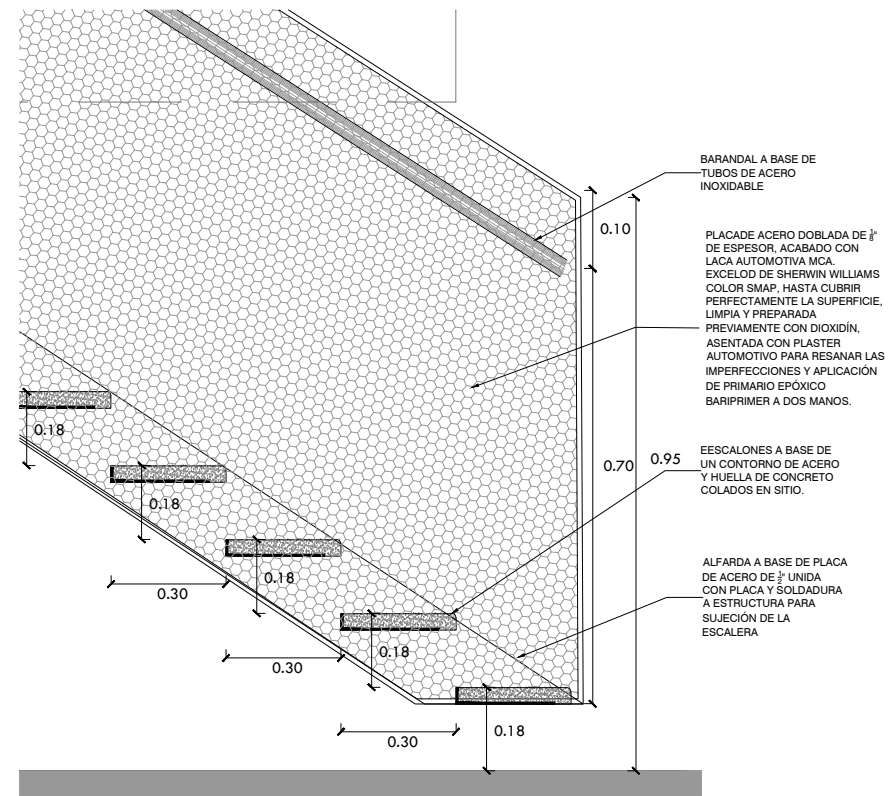 BARANDAL A BASE DE
TUBOS DE ACERO
INOXIDABLE
0.10
PLACADE ACERO DOBLADA DE 1/8"
DE ESPESOR, ACABADO CON
LACA AUTOMOTIVA MCA.
EXCELOD DE SHERWIN WILLIAMS
COLOR SMAP, HASTA CUBRIR
PERFECTAMENTE LA SUPERFICIE,
LIMPIA Y PREPARADA
PREVIAMENTE CON DIOXIDÍN,
ASENTADA CON PLASTER
AUTOMOTIVO PARA RESANAR LAS
IMPERFECCIONES Y APLICACIÓN
DE PRIMARIO EPÓXICO
BARIPRIMER A DOS MANOS.
0.18
0.70
0.95
EESCALONES A BASE DE
UN CONTORNO DE ACERO
Y HUELLA DE CONCRETO
COLADOS EN SITIO.
0.18
0.18
0.30
ALFARDA A BASE DE PLACA
DE ACERO DE 1/2" UNIDA
CON PLACA Y SOLDADURA
A ESTRUCTURA PARA
SUJECIÓN DE LA
ESCALERA
0.18
0.30
0.18
0.30